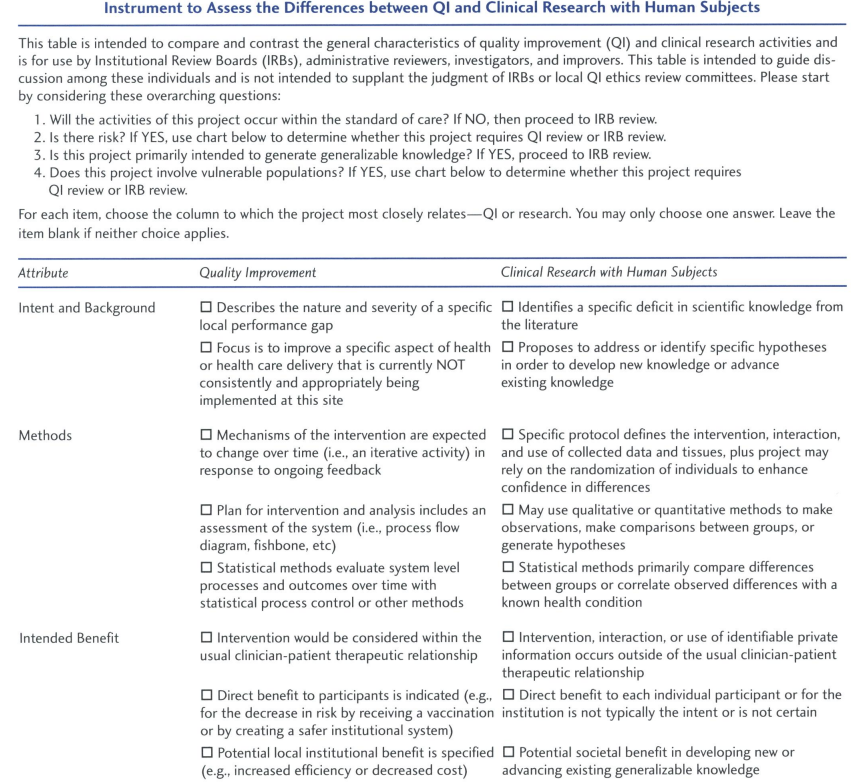 Instrument to Assess the Differences between QI and Clinical Research with Human Subjects
This table is intended to compare and contrast the general characteristics of quality improvement (QI) and clinical research activities and
is for use by Institutional Review Boards (IRBs), administrative reviewers, investigators, and improvers. This table is intended to guide dis-
cussion among these individuals and is not intended to supplant the judgment of IRBs or local QI ethics review committees. Please start
by considering these overarching questions:
1. Will the activities of this project occur within the standard of care? If NO, then proceed to IRB review.
2. Is there risk? If YES, use chart below to determine whether this project requires QI review or IRB review.
3. Is this project primarily intended to generate generalizable knowledge? If YES, proceed to IRB review.
4. Does this project involve vulnerable populations? If YES, use chart below to determine whether this project requires
QI review or IRB review.
For each item, choose the column to which the project most closely relates—QI or research. You may only choose one answer. Leave the
item blank if neither choice applies.
Attribute Quality Improvement Clinical Research with Human Subjects
Intent and Background
☐ Describes the nature and severity of a specific
local performance gap
☐ Identifies a specific deficit in scientific knowledge from
the literature
☐ Focus is to improve a specific aspect of health
or health care delivery that is currently NOT
consistently and appropriately being
implemented at this site
☐ Proposes to address or identify specific hypotheses
in order to develop new knowledge or advance
existing knowledge
Methods
☐ Mechanisms of the intervention are expected
to change over time (i.e., an iterative activity) in
response to ongoing feedback
☐ Specific protocol defines the intervention, interaction,
and use of collected data and tissues, plus project may
rely on the randomization of individuals to enhance
confidence in differences
☐ Plan for intervention and analysis includes an
assessment of the system (i.e., process flow
diagram, fishbone, etc)
☐ May use qualitative or quantitative methods to make
observations, make comparisons between groups, or
generate hypotheses
☐ Statistical methods evaluate system level
processes and outcomes over time with
statistical process control or other methods
☐ Statistical methods primarily compare differences
between groups or correlate observed differences with a
known health condition
Intended Benefit
☐ Intervention would be considered within the
usual clinician-patient therapeutic relationship
☐ Intervention, interaction, or use of identifiable private
information occurs outside of the usual clinician-patient
therapeutic relationship
☐ Direct benefit to participants is indicated (e.g.,
for the decrease in risk by receiving a vaccination
or by creating a safer institutional system)
☐ Direct benefit to each individual participant or for the
institution is not typically the intent or is not certain
☐ Potential local institutional benefit is specified
(e.g., increased efficiency or decreased cost)
☐ Potential societal benefit in developing new or
advancing existing generalizable knowledge